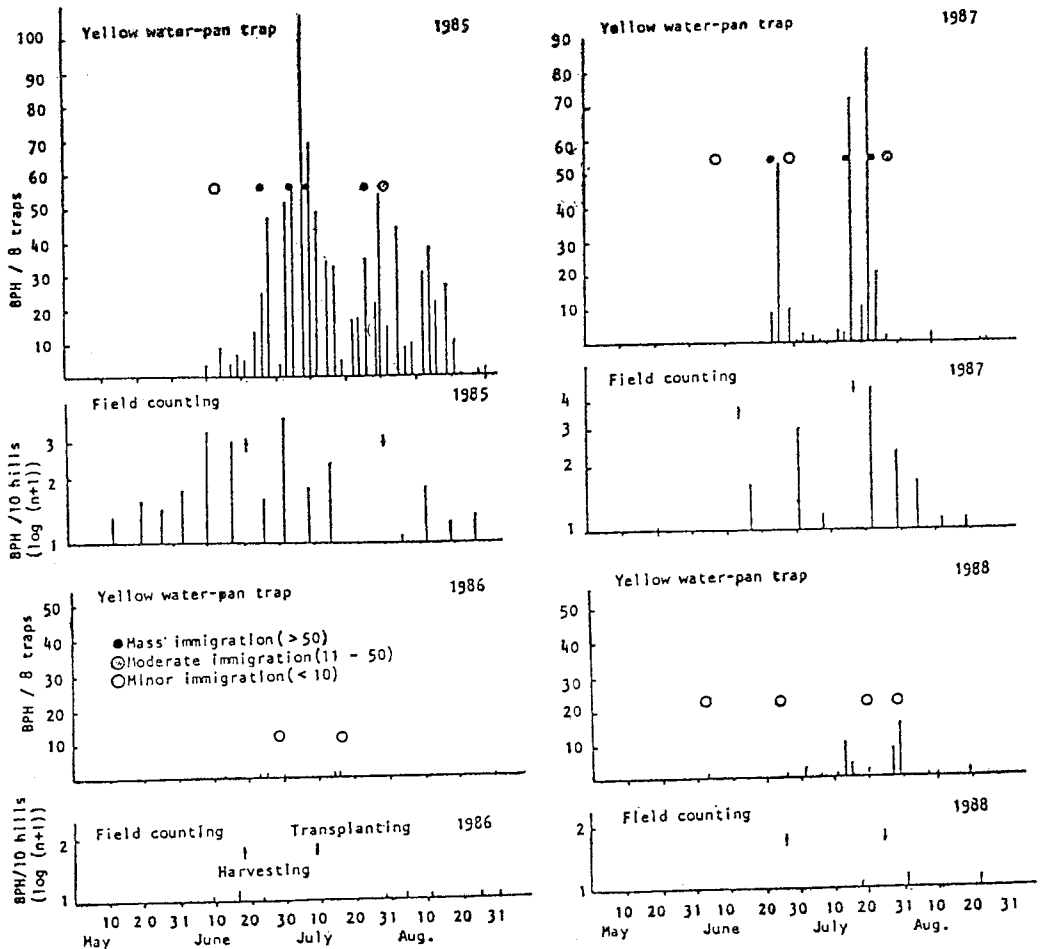 Yellow water-pan trap 1985
100
90
80
70
60
50
40
30
20
10
BPH / 8 traps
Field counting 1985
3
2
1
BPH /10 hills
(log (n+1))
Yellow water-pan trap 1986
50
40
30
20
10
BPH / 8 traps
Mass' immigration(>50)
Moderate immigration(11 - 50)
Minor immigration(<10)
Field counting Transplanting 1986
Harvesting
2
1
BPH/10 hills
(log (n+1))
10 20 31 10 20 30 10 20 31 10 20 31
May June July Aug.
Yellow water-pan trap 1987
90
80
70
60
50
40
30
20
10
Field counting 1987
4
3
2
1
Yellow water-pan trap 1988
50
40
30
20
10
Field counting 1988
2
1
10 20 31 10 20 30 10 20 31 10 20 31
May June July Aug.